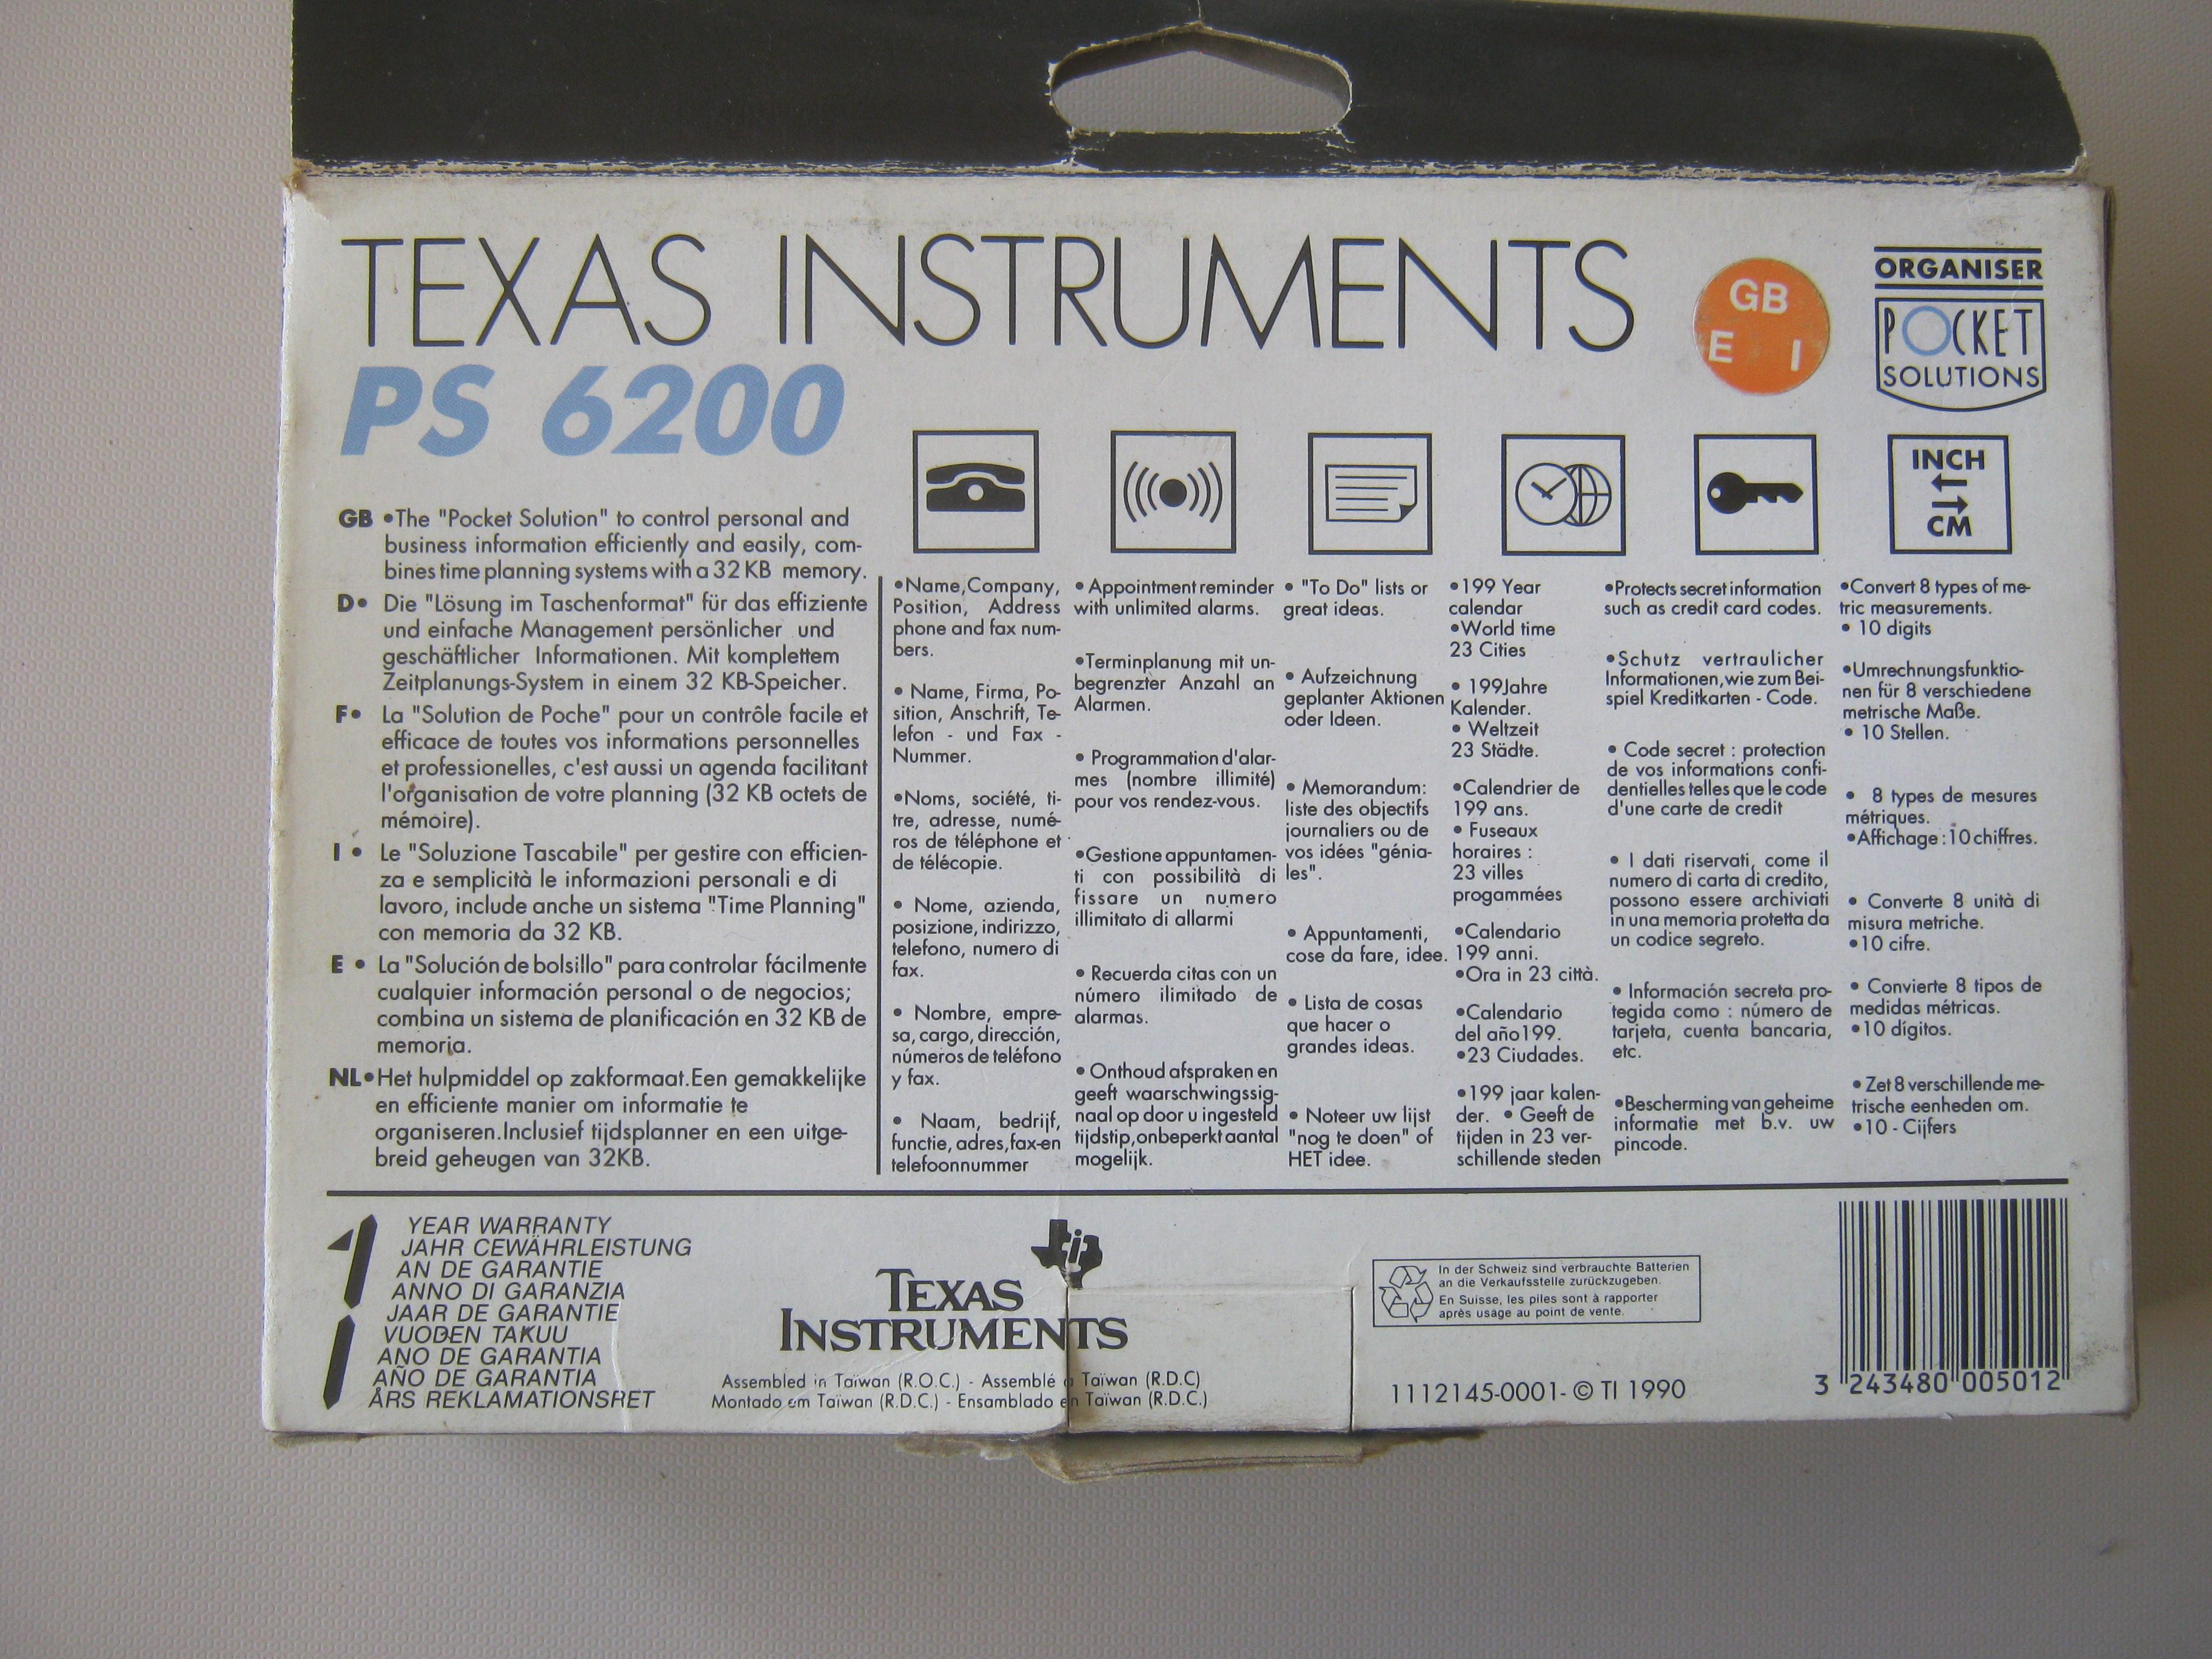 TEXAS INSTRUMENTS
PS 6200
GB
E I
ORGANISER
POCKET
SOLUTIONS
INCH
CM
GB •The "Pocket Solution" to control personal and
business information efficiently and easily, com-
bines time planning systems with a 32 KB memory.
D• Die "Lösung im Taschenformat" für das effiziente
und einfache Management persönlicher und
geschäftlicher Informationen. Mit komplettem
Zeitplanungs-System in einem 32 KB-Speicher.
F• La "Solution de Poche" pour un contrôle facile et
efficace de toutes vos informations personnelles
et professionelles, c'est aussi un agenda facilitant
l'organisation de votre planning (32 KB octets de
mémoire).
I • Le "Soluzione Tascabile" per gestire con efficien-
za e semplicità le informazioni personali e di
lavoro, include anche un sistema "Time Planning"
con memoria da 32 KB.
E • La "Solución de bolsillo" para controlar fácilmente
cualquier información personal o de negocios;
combina un sistema de planificación en 32 KB de
memoria.
NL•Het hulpmiddel op zakformaat.Een gemakkelijke
en efficiente manier om informatie te
organiseren.Inclusief tijdsplanner en een uitge-
breid geheugen van 32KB.
•Name,Company,
Position, Address
phone and fax num-
bers.
• Name, Firma, Po-
sition, Anschrift, Te-
lefon - und Fax -
Nummer.
•Noms, société, ti-
tre, adresse, numé-
ros de téléphone et
de télécopie.
• Nome, azienda,
posizione, indirizzo,
telefono, numero di
fax.
• Nombre, empre-
sa, cargo, dirección,
números de teléfono
y fax.
• Naam, bedrijf,
functie, adres,fax-en
telefoonnummer
• Appointment reminder
with unlimited alarms.
•Terminplanung mit un-
begrenzter Anzahl an
Alarmen.
• Programmation d'alar-
mes (nombre illimité)
pour vos rendez-vous.
•Gestione appuntamen-
ti con possibilità di
fissare un numero
illimitato di allarmi
• Recuerda citas con un
número ilimitado de
alarmas.
• Onthoud afspraken en
geeft waarschwingssig-
naal op door u ingesteld
tijdstip,onbeperkt aantal
mogelijk.
• "To Do" lists or
great ideas.
• Aufzeichnung
geplanter Aktionen
oder Ideen.
• Memorandum:
liste des objectifs
journaliers ou de
vos idées "génia-
les".
• Appuntamenti,
cose da fare, idee.
• Lista de cosas
que hacer o
grandes ideas.
• Noteer uw lijst
"nog te doen" of
HET idee.
•199 Year
calendar
•World time
23 Cities
• 199Jahre
Kalender.
• Weltzeit
23 Städte.
•Calendrier de
199 ans.
• Fuseaux
horaires :
23 villes
progammées
•Calendario
199 anni.
•Ora in 23 città.
•Calendario
del año199.
•23 Ciudades.
•199 jaar kalen-
der. • Geeft de
tijden in 23 ver-
schillende steden
•Protects secret information
such as credit card codes.
•Schutz vertraulicher
Informationen,wie zum Bei-
spiel Kreditkarten - Code.
• Code secret : protection
de vos informations confi-
dentielles telles que le code
d'une carte de credit
• I dati riservati, come il
numero di carta di credito,
possono essere archiviati
in una memoria protetta da
un codice segreto.
• Información secreta pro-
tegida como : número de
tarjeta, cuenta bancaria,
etc.
•Bescherming van geheime
informatie met b.v. uw
pincode.
•Convert 8 types of me-
tric measurements.
• 10 digits
•Umrechnungsfunktio-
nen für 8 verschiedene
metrische Maße.
• 10 Stellen.
• 8 types de mesures
métriques.
•Affichage : 10 chiffres.
• Converte 8 unità di
misura metriche.
•10 cifre.
• Convierte 8 tipos de
medidas métricas.
•10 dígitos.
• Zet 8 verschillende me-
trische eenheden om.
•10 - Cijfers
1 YEAR WARRANTY
JAHR CEWÄHRLEISTUNG
AN DE GARANTIE
ANNO DI GARANZIA
JAAR DE GARANTIE
VUODEN TAKUU
ANO DE GARANTIA
AÑO DE GARANTIA
ÅRS REKLAMATIONSRET
TEXAS
INSTRUMENTS
Assembled in Taïwan (R.O.C.) - Assemblé à Taïwan (R.D.C)
Montado em Taïwan (R.D.C.) - Ensamblado en Taïwan (R.D.C.)
In der Schweiz sind verbrauchte Batterien
an die Verkaufsstelle zurückzugeben.
En Suisse, les piles sont à rapporter
après usage au point de vente.
1112145-0001- © TI 1990
3 243480 005012